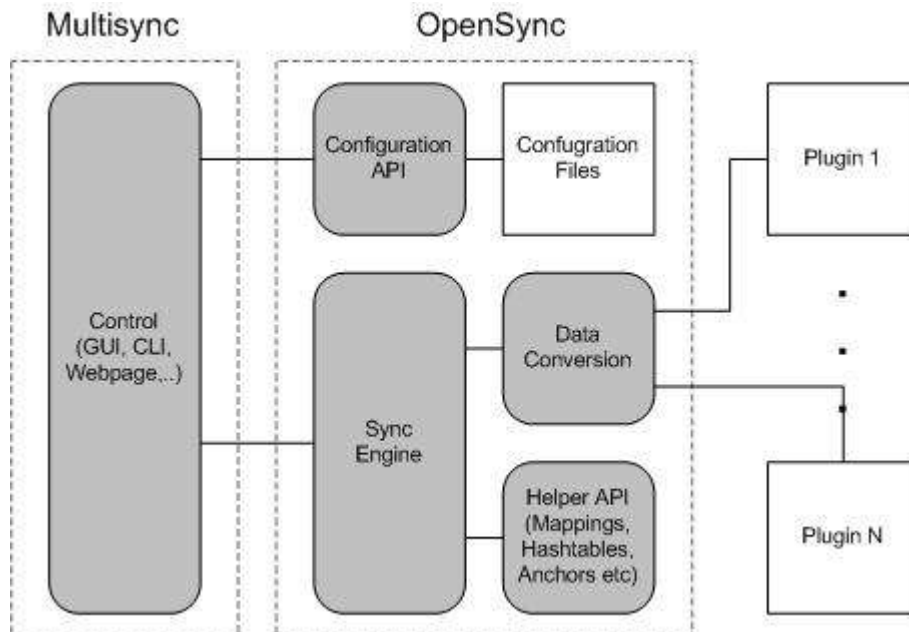 Multisync
OpenSync
Configuration
API
Confugration
Files
Plugin 1
Control
(GUI, CLI,
Webpage,..)
Data
Conversion
Sync
Engine
Helper API
(Mappings,
Hashtables,
Anchors etc)
Plugin N